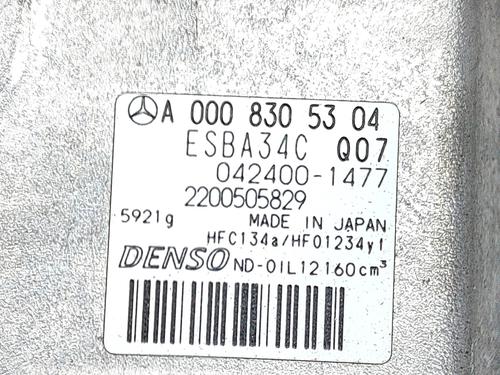 A 000 830 53 04
ESBA34C Q07
042400-1477
2200505829
5921g MADE IN JAPAN
HFC134a/HFO1234yf
DENSO ND-OIL12160cm³